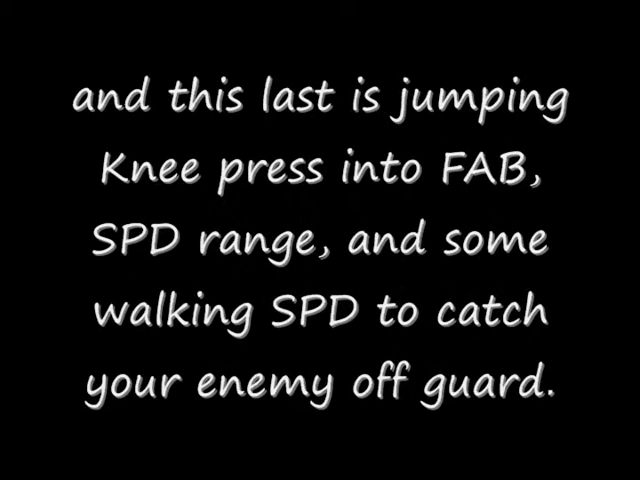 and this last is jumping
Knee press into FAB,
SPD range, and some
walking SPD to catch
your enemy off guard.